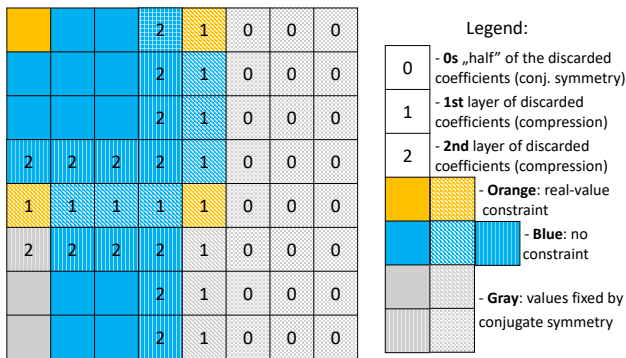 2 1 0 0 0
2 1 0 0 0
2 1 0 0 0
2 2 2 2 1 0 0 0
1 1 1 1 1 0 0 0
2 2 2 2 1 0 0 0
2 1 0 0 0
2 1 0 0 0
Legend:
0 - 0s „half” of the discarded
coefficients (conj. symmetry)
1 - 1st layer of discarded
coefficients (compression)
2 - 2nd layer of discarded
coefficients (compression)
- Orange: real-value
constraint
- Blue: no
constraint
- Gray: values fixed by
conjugate symmetry